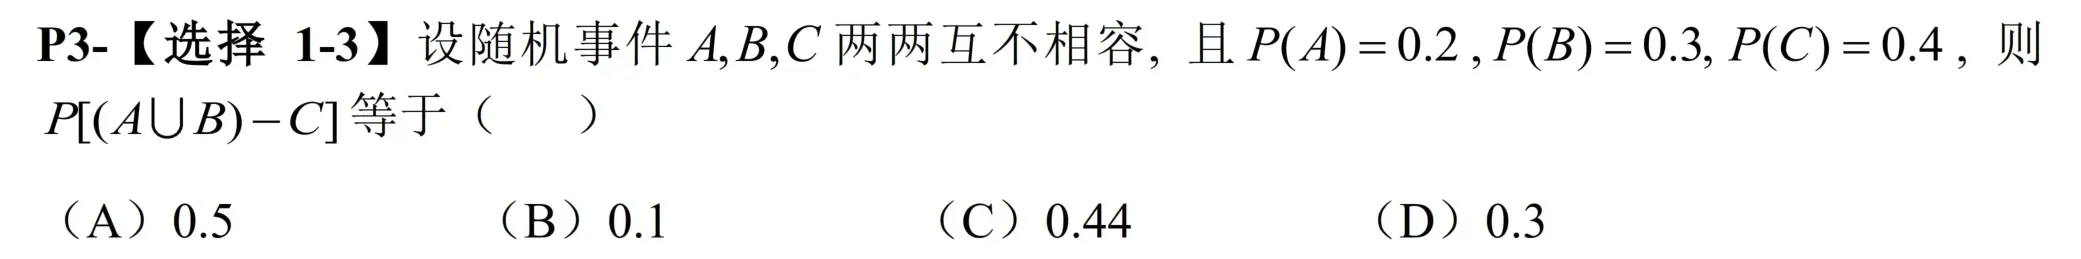 P3-【选择 1-3】设随机事件 A,B,C 两两互不相容, 且 P(A)=0.2, P(B)=0.3, P(C)=0.4, 则
P[(A∪B)−C]等于（  ）
（A）0.5 （B）0.1 （C）0.44 （D）0.3